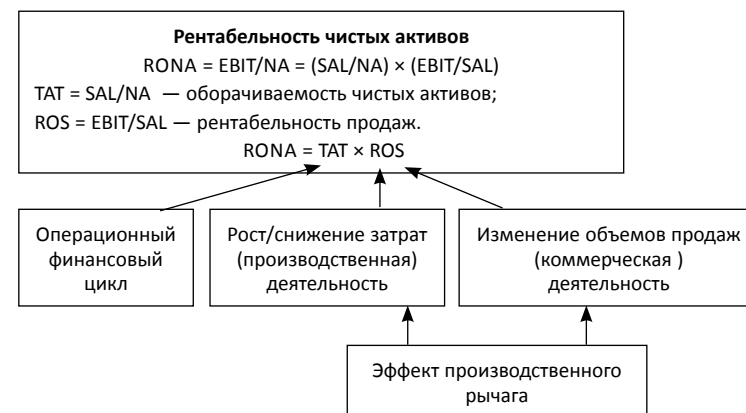 Рентабельность чистых активов
RONA = EBIT/NA = (SAL/NA) × (EBIT/SAL)
TAT = SAL/NA — оборачиваемость чистых активов;
ROS = EBIT/SAL — рентабельность продаж.
RONA = TAT × ROS
Операционный
финансовый
цикл
Рост/снижение затрат
(производственная)
деятельность
Изменение объемов продаж
(коммерческая )
деятельность
Эффект производственного
рычага